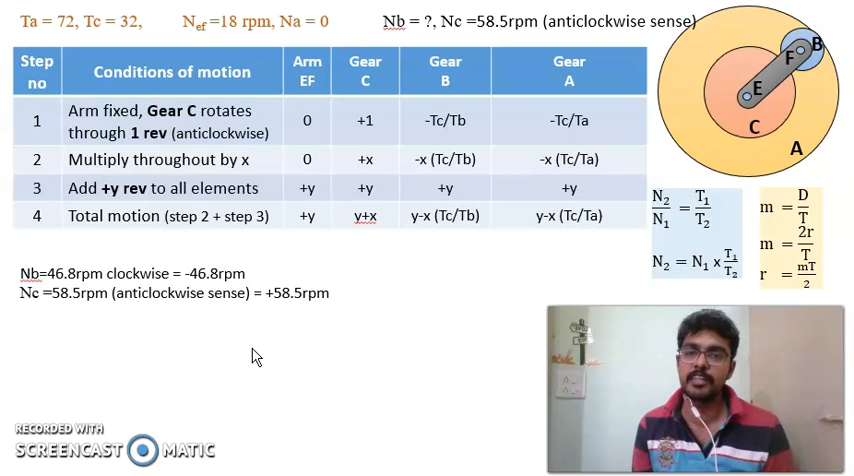 Ta = 72, Tc = 32, N_ef =18 rpm, Na = 0 Nb = ?, Nc =58.5rpm (anticlockwise sense)
Step no Conditions of motion Arm EF Gear C Gear B Gear A
1 Arm fixed, Gear C rotates through 1 rev (anticlockwise) 0 +1 -Tc/Tb -Tc/Ta
2 Multiply throughout by x 0 +x -x (Tc/Tb) -x (Tc/Ta)
3 Add +y rev to all elements +y +y +y +y
4 Total motion (step 2 + step 3) +y y+x y-x (Tc/Tb) y-x (Tc/Ta)
Nb=46.8rpm clockwise = -46.8rpm
Nc =58.5rpm (anticlockwise sense) = +58.5rpm
B
F
E
C
A
N₂/N₁ = T₁/T₂
N₂ = N₁ x T₁/T₂
m = D/T
m = 2r/T
r = mT/2
RECORDED WITH
SCREENCAST MATIC